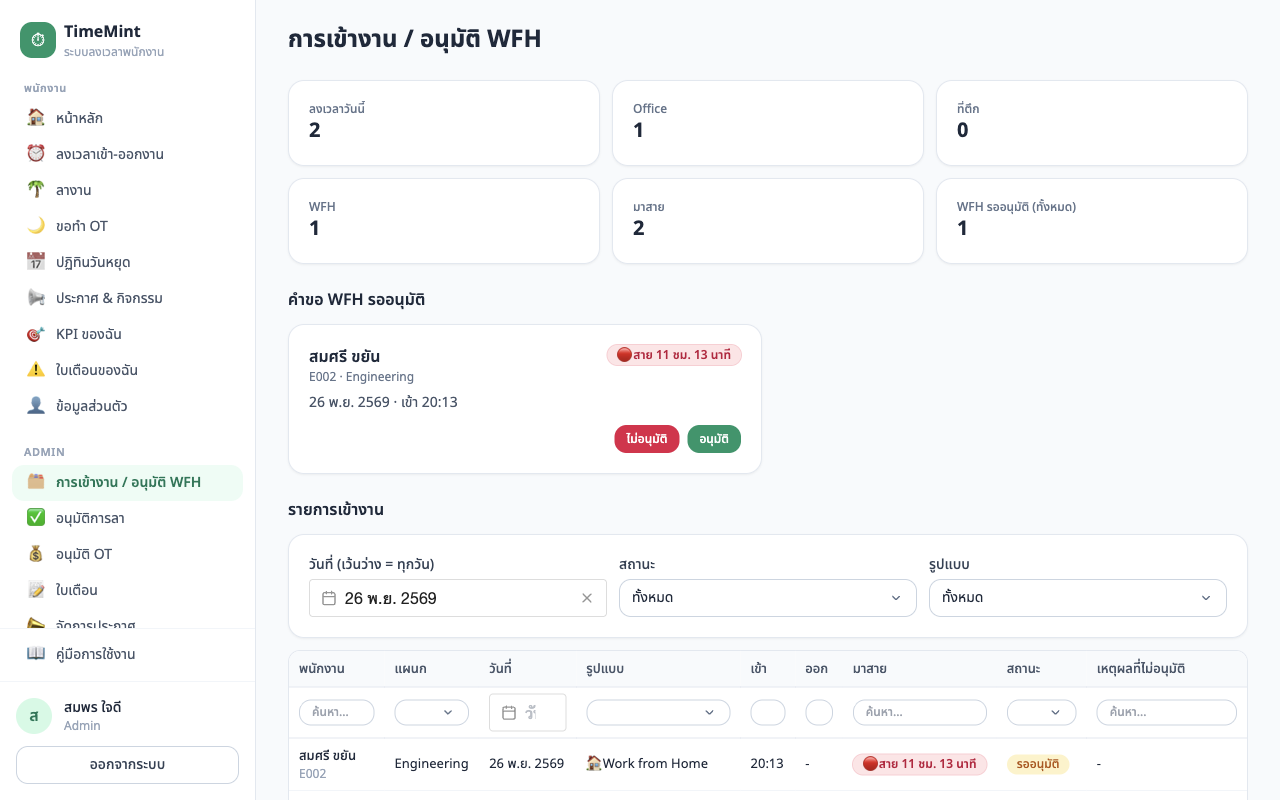 TimeMint
ระบบลงเวลาพนักงาน
พนักงาน
หน้าหลัก
ลงเวลาเข้า-ออกงาน
ลางาน
ขอทำ OT
ปฏิทินวันหยุด
ประกาศ & กิจกรรม
KPI ของฉัน
ใบเตือนของฉัน
ข้อมูลส่วนตัว
ADMIN
การเข้างาน / อนุมัติ WFH
อนุมัติการลา
อนุมัติ OT
ใบเตือน
จัดการประกาศ
คู่มือการใช้งาน
ส
สมพร ใจดี
Admin
ออกจากระบบ
การเข้างาน / อนุมัติ WFH
ลงเวลาวันนี้
2
Office
1
ที่ตึก
0
WFH
1
มาสาย
2
WFH รออนุมัติ (ทั้งหมด)
1
คำขอ WFH รออนุมัติ
สมศรี ขยัน
สาย 11 ชม. 13 นาที
E002 · Engineering
26 พ.ย. 2569 · เข้า 20:13
ไม่อนุมัติ
อนุมัติ
รายการเข้างาน
วันที่ (เว้นว่าง = ทุกวัน)
สถานะ
รูปแบบ
26 พ.ย. 2569
ทั้งหมด
ทั้งหมด
พนักงาน แผนก วันที่ รูปแบบ เข้า ออก มาสาย สถานะ เหตุผลที่ไม่อนุมัติ
ค้นหา... ค้นหา... ค้นหา...
สมศรี ขยัน
E002
Engineering 26 พ.ย. 2569 Work from Home 20:13 - สาย 11 ชม. 13 นาที รออนุมัติ -